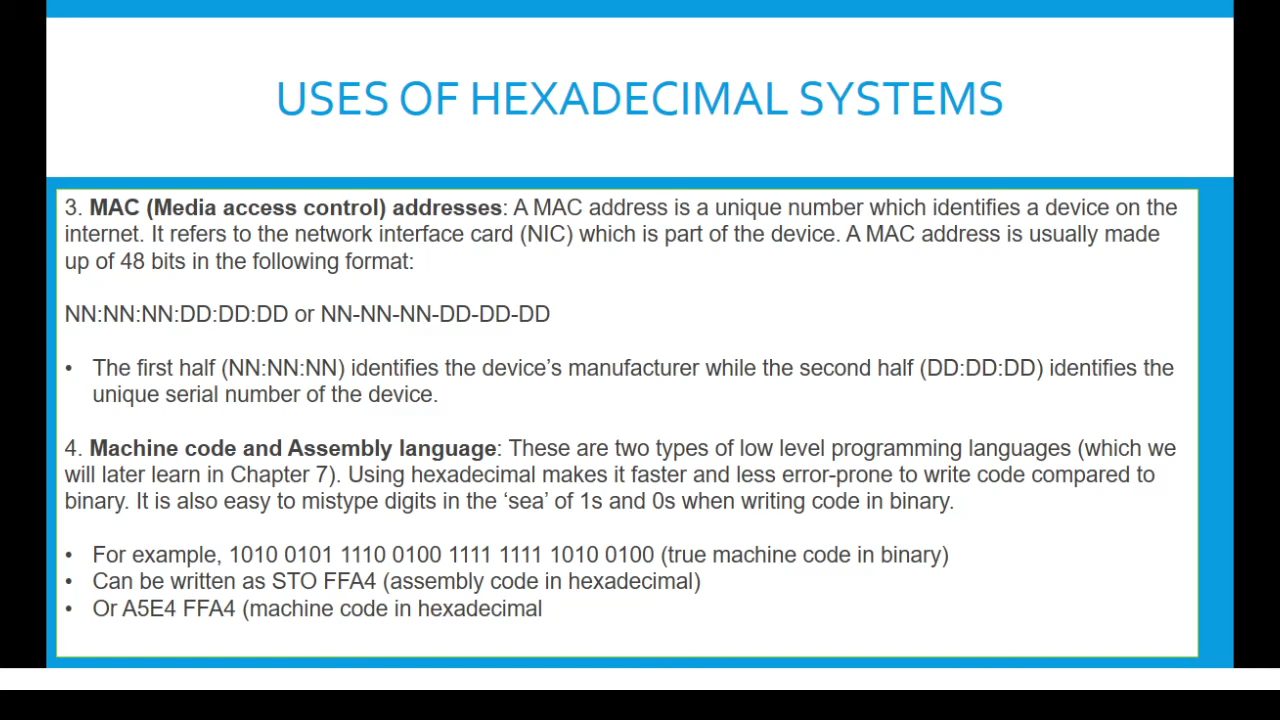 USES OF HEXADECIMAL SYSTEMS
3. MAC (Media access control) addresses: A MAC address is a unique number which identifies a device on the
internet. It refers to the network interface card (NIC) which is part of the device. A MAC address is usually made
up of 48 bits in the following format:
NN:NN:NN:DD:DD:DD or NN-NN-NN-DD-DD-DD
• The first half (NN:NN:NN) identifies the device’s manufacturer while the second half (DD:DD:DD) identifies the
unique serial number of the device.
4. Machine code and Assembly language: These are two types of low level programming languages (which we
will later learn in Chapter 7). Using hexadecimal makes it faster and less error-prone to write code compared to
binary. It is also easy to mistype digits in the ‘sea’ of 1s and 0s when writing code in binary.
• For example, 1010 0101 1110 0100 1111 1111 1010 0100 (true machine code in binary)
• Can be written as STO FFA4 (assembly code in hexadecimal)
• Or A5E4 FFA4 (machine code in hexadecimal